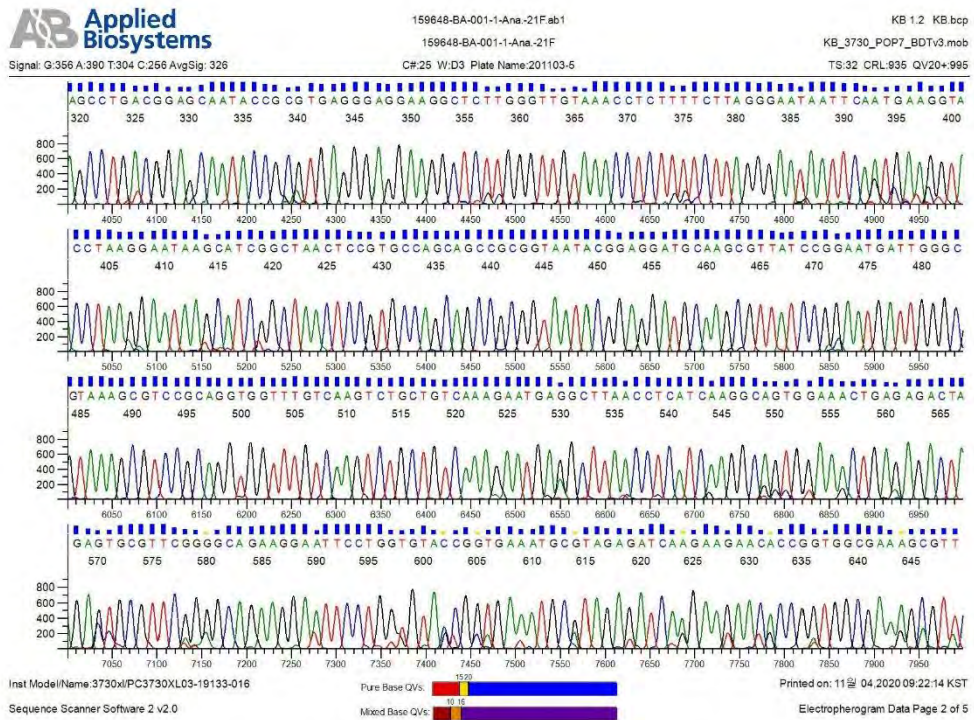 AB Applied Biosystems
159648-BA-001-1-Ana.-21F.ab1
KB 1.2 KB.bcp
159648-BA-001-1-Ana.-21F
KB_3730_POP7_BDTv3.mob
Signal: G:356 A:390 T:304 C:256 AvgSig: 326
C#:25 W:D3 Plate Name:201103-5
TS:32 CRL:935 QV20+:995
AGCCTGACGGAGCAATACCGCGTGAGGGAGGAAGGCTCTTGGGTTGTAAACCTCTTTTCTTAGGGAATAATTCAATGAAGGTA
320 325 330 335 340 345 350 355 360 365 370 375 380 385 390 395 400
800
600
400
200
4050 4100 4150 4200 4250 4300 4350 4400 4450 4500 4550 4600 4650 4700 4750 4800 4850 4900 4950
CCTAAGGAATAAGCATCGGCTAACTCCGTGCCAGCAGCCGCGGTAATACGGAGGATGCAAGCGTTATCCGGAATGATTGGGC
405 410 415 420 425 430 435 440 445 450 455 460 465 470 475 480
800
600
400
200
5050 5100 5150 5200 5250 5300 5350 5400 5450 5500 5550 5600 5650 5700 5750 5800 5850 5900 5950
GTAAAGCGTCCGCAGGTGGTTTGTCAAGTCTGCTGTCAAAGAATGAGGCTTAACCTCATCAAGGCAGTGGAAACTGAGAGACTA
485 490 495 500 505 510 515 520 525 530 535 540 545 550 555 560 565
800
600
400
200
6050 6100 6150 6200 6250 6300 6350 6400 6450 6500 6550 6600 6650 6700 6750 6800 6850 6900 6950
GAGTGCGTTCGGGGCAGAAGGAATTCCTGGTGTACCGGTGAAATGCGTAGAGATCAAGAAGAACACCGGTGGCGAAAGCGTT
570 575 580 585 590 595 600 605 610 615 620 625 630 635 640 645
800
600
400
200
7050 7100 7150 7200 7250 7300 7350 7400 7450 7500 7550 7600 7650 7700 7750 7800 7850 7900 7950
Inst Model/Name:3730xl/PC3730XL03-19133-016
Pure Base QVs:
15 20
Printed on: 11월 04,2020 09:22:14 KST
Sequence Scanner Software 2 v2.0
Mixed Base QVs:
10 16
Electropherogram Data Page 2 of 5